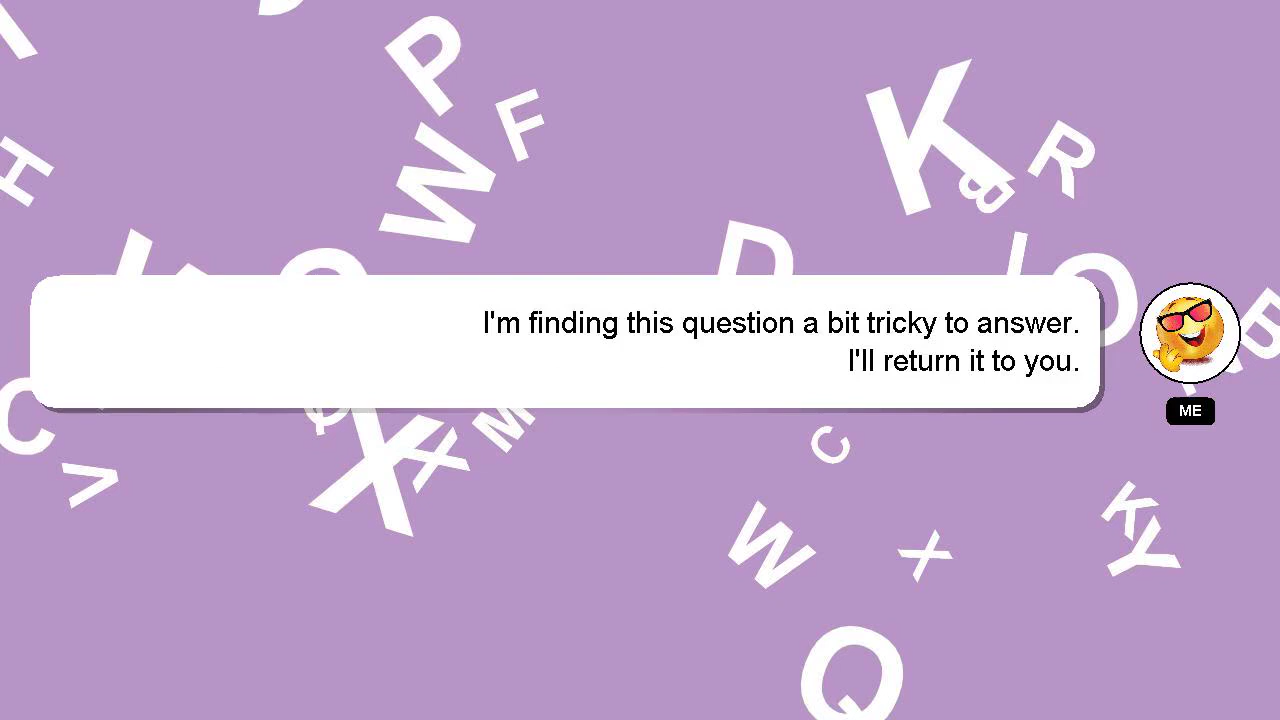 I'm finding this question a bit tricky to answer.
I'll return it to you.
ME